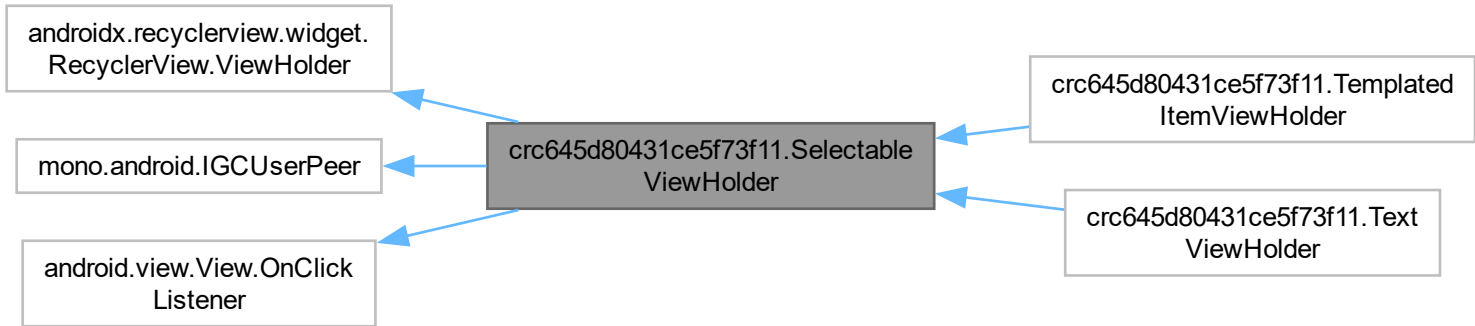 androidx.recyclerview.widget.
RecyclerView.ViewHolder
mono.android.IGCUserPeer
android.view.View.OnClick
Listener
crc645d80431ce5f73f11.Selectable
ViewHolder
crc645d80431ce5f73f11.Templated
ItemViewHolder
crc645d80431ce5f73f11.Text
ViewHolder